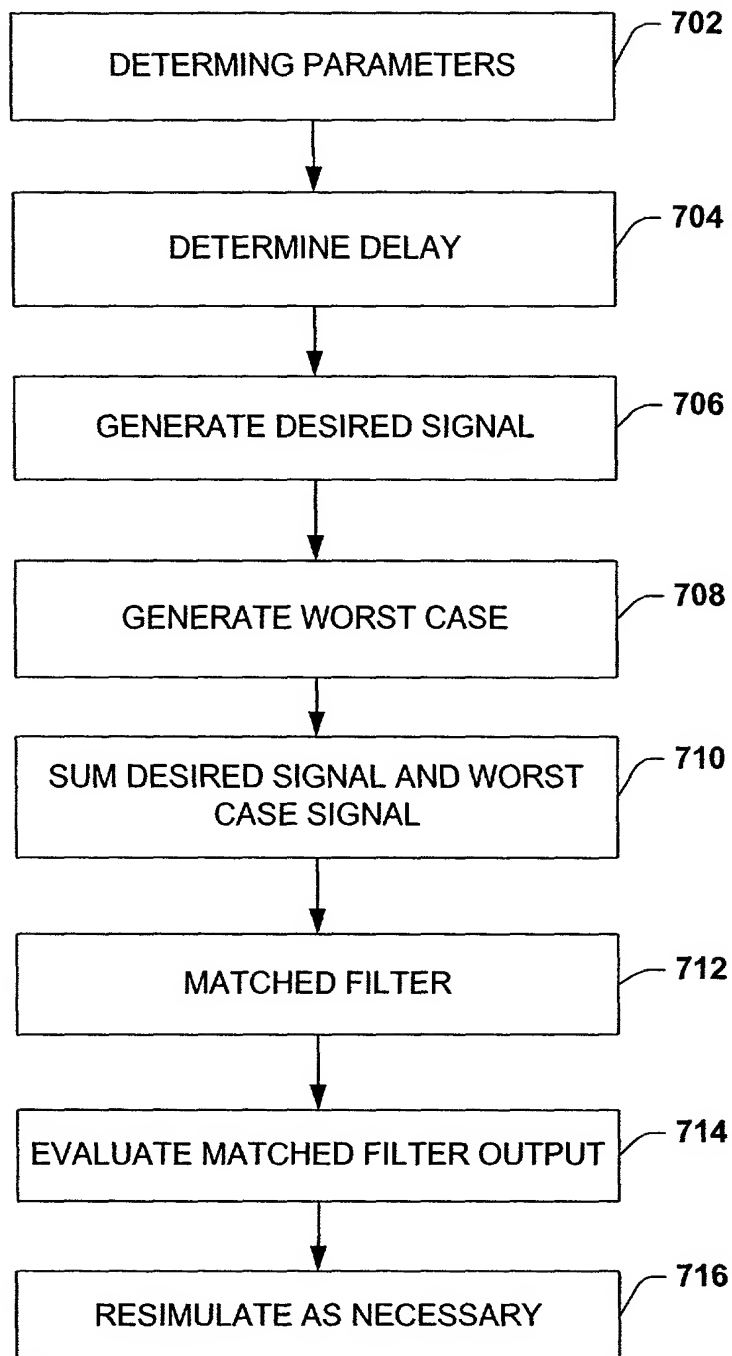 702
DETERMING PARAMETERS
704
DETERMINE DELAY
706
GENERATE DESIRED SIGNAL
708
GENERATE WORST CASE
710
SUM DESIRED SIGNAL AND WORST
CASE SIGNAL
712
MATCHED FILTER
714
EVALUATE MATCHED FILTER OUTPUT
716
RESIMULATE AS NECESSARY